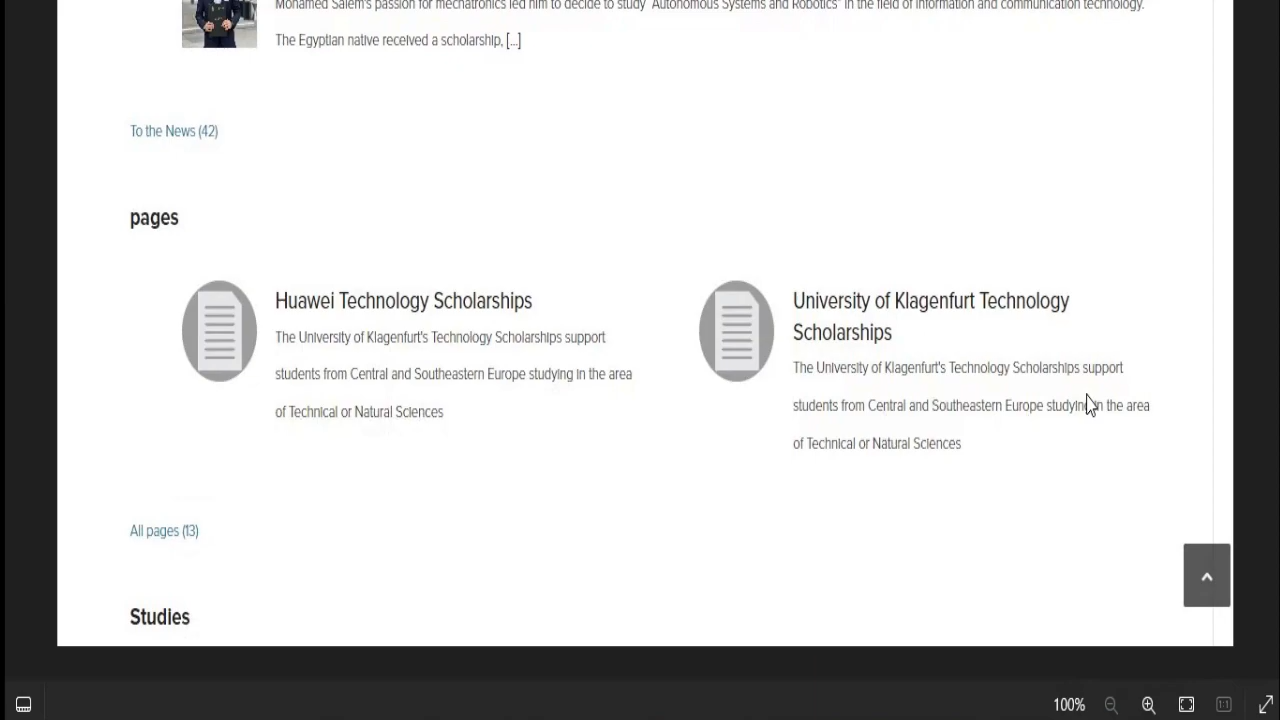 Mohamed Salem's passion for mechatronics led him to decide to study "Autonomous Systems and Robotics" in the field of information and communication technology.
The Egyptian native received a scholarship, [...]
To the News (42)
pages
Huawei Technology Scholarships
The University of Klagenfurt's Technology Scholarships support
students from Central and Southeastern Europe studying in the area
of Technical or Natural Sciences
University of Klagenfurt Technology
Scholarships
The University of Klagenfurt's Technology Scholarships support
students from Central and Southeastern Europe studying in the area
of Technical or Natural Sciences
All pages (13)
Studies
100%
1:1